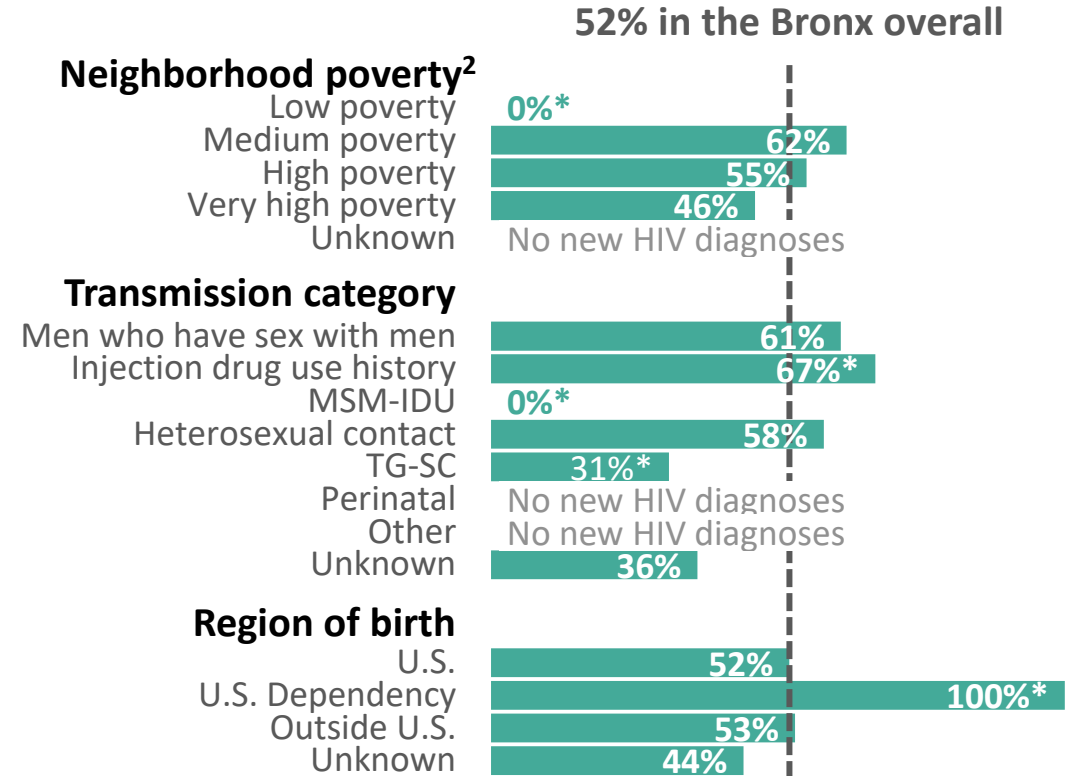 52% in the Bronx overall
Neighborhood poverty²
Low poverty 0%*
Medium poverty 62%
High poverty 55%
Very high poverty 46%
Unknown No new HIV diagnoses
Transmission category
Men who have sex with men 61%
Injection drug use history 67%*
MSM-IDU 0%*
Heterosexual contact 58%
TG-SC 31%*
Perinatal No new HIV diagnoses
Other No new HIV diagnoses
Unknown 36%
Region of birth
U.S. 52%
U.S. Dependency 100%*
Outside U.S. 53%
Unknown 44%